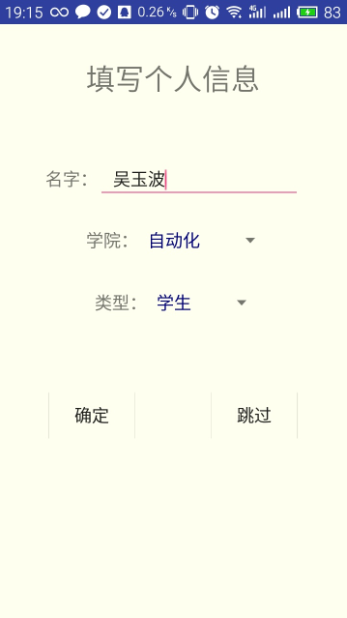 19:15 0.26 K/s 4G 83
填写个人信息
名字： 吴玉波
学院： 自动化
类型： 学生
确定 跳过